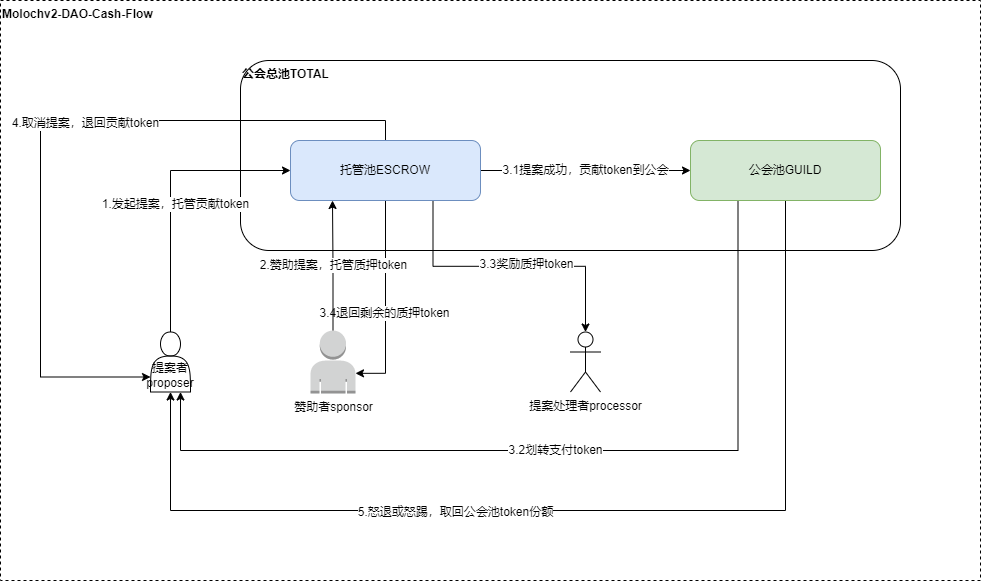 Molochv2-DAO-Cash-Flow
公会总池TOTAL
4.取消提案，退回贡献token
托管池ESCROW
3.1提案成功，贡献token到公会
公会池GUILD
1.发起提案，托管贡献token
2.赞助提案，托管质押token
3.3奖励质押token
3.4退回剩余的质押token
提案者
proposer
赞助者sponsor
提案处理者processor
3.2划转支付token
5.怒退或怒踢，取回公会池token份额